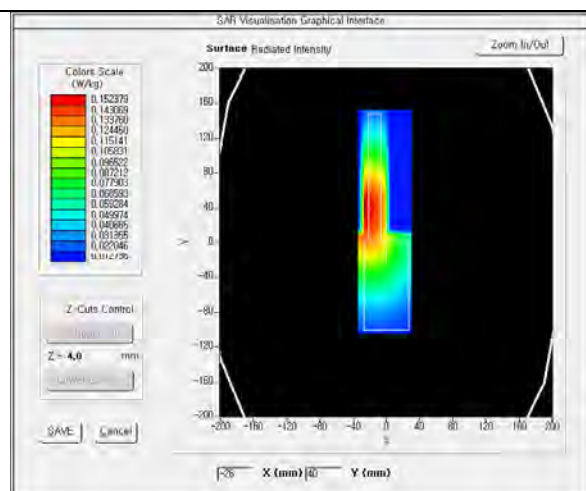 SAR Visualisation Graphical Interface
Surface Radiated Intensity
Zoom In/Out
Colors Scale
(W/kg)
0.152379
0.143069
0.133760
0.124450
0.115141
0.105831
0.096522
0.087212
0.077903
0.068593
0.059284
0.049974
0.040665
0.031355
0.022046
0.012736
200
160
120
80
40
0
-40
-80
-120
-160
-200
Y
-200 -160 -120 -80 -40 0 40 80 120 160 200
X
Z-Cuts Control
Z = 4.0 mm
SAVE Cancel
-26 X (mm) 40 Y (mm)